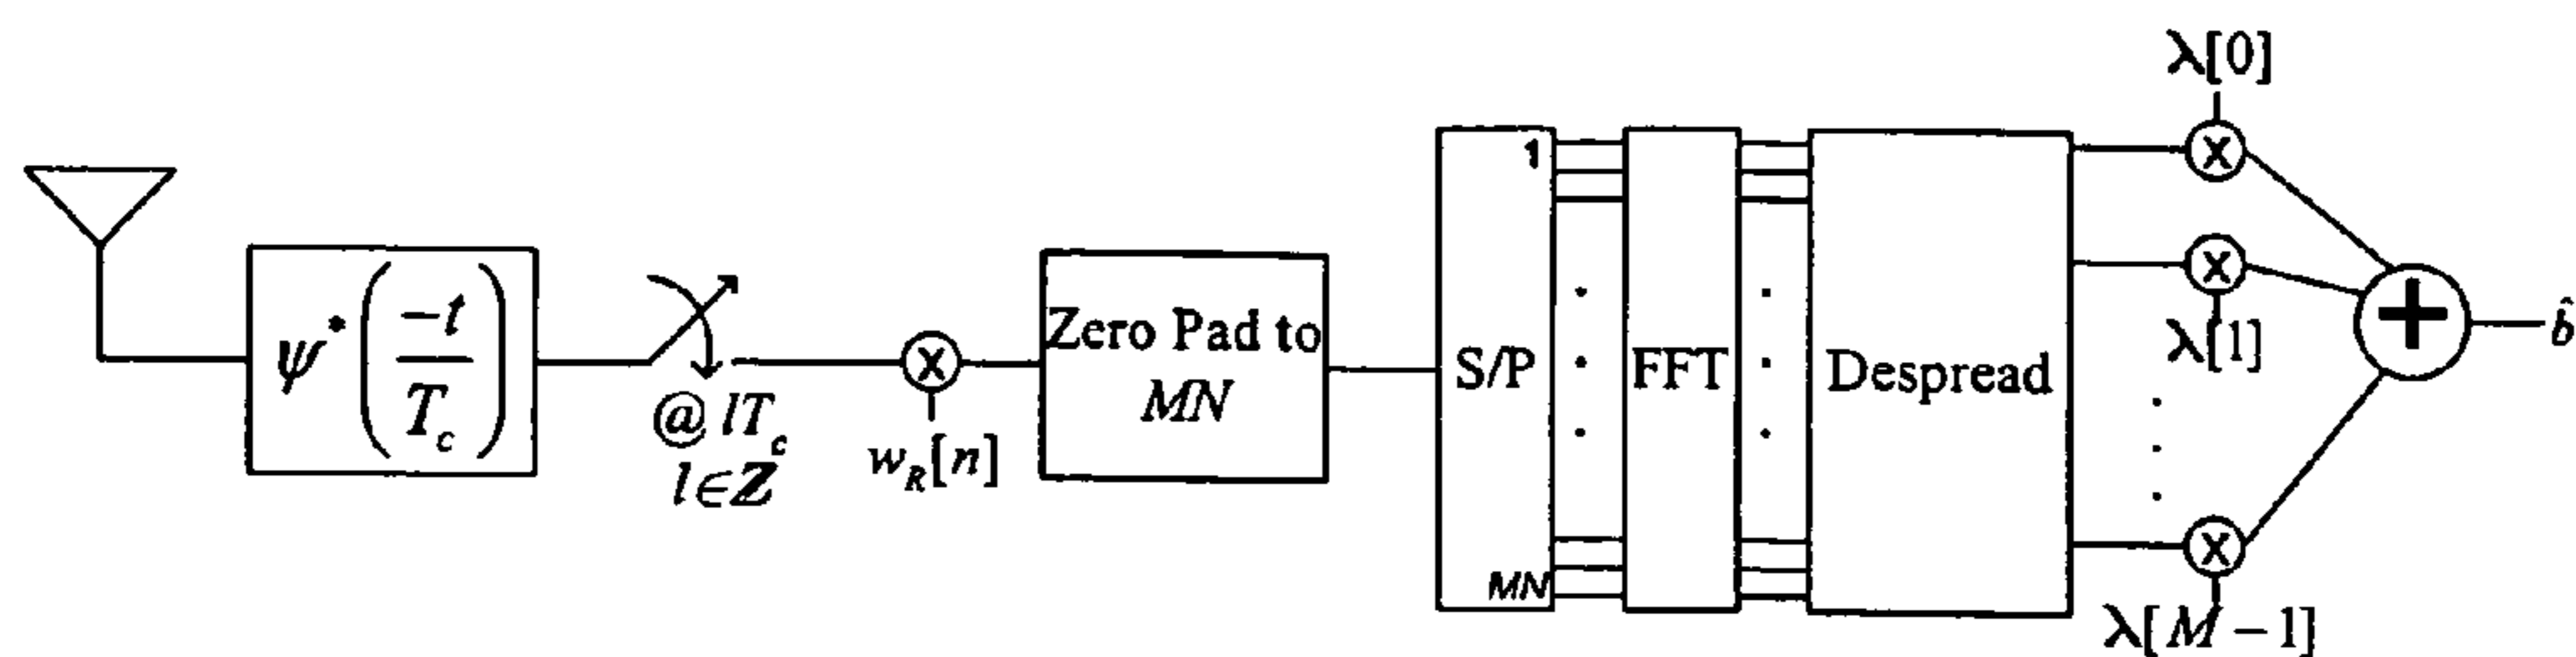 λ[0]
1
ψ*(-t/T_c)
Zero Pad to
MN
S/P
FFT
Despread
@ lT_c
l∈Z
w_R[n]
λ[1]
b̂
MN
λ[M-1]